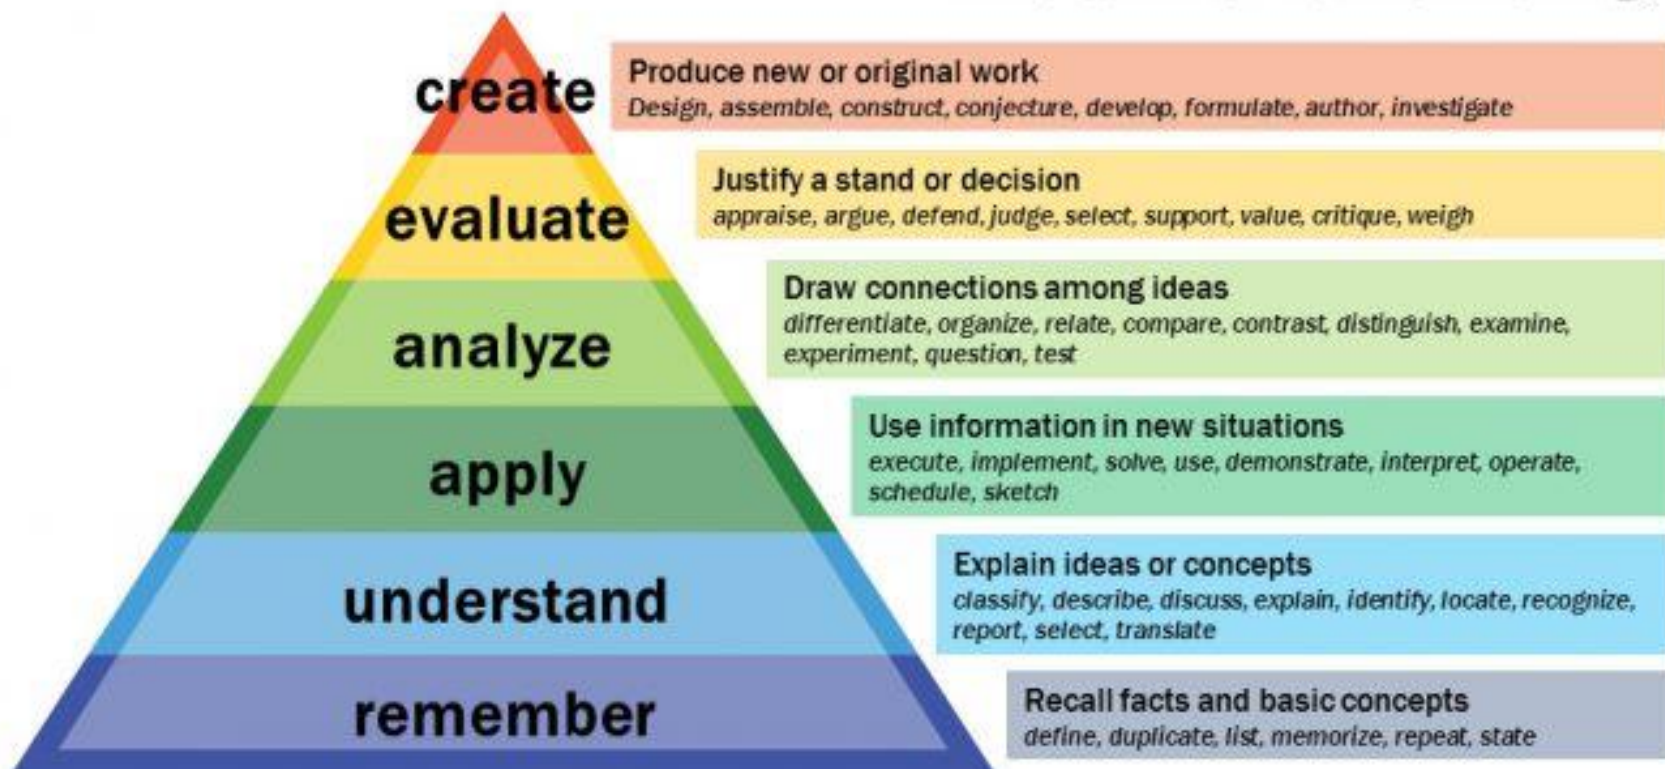 create
Produce new or original work
Design, assemble, construct, conjecture, develop, formulate, author, investigate
evaluate
Justify a stand or decision
appraise, argue, defend, judge, select, support, value, critique, weigh
analyze
Draw connections among ideas
differentiate, organize, relate, compare, contrast, distinguish, examine,
experiment, question, test
apply
Use information in new situations
execute, implement, solve, use, demonstrate, interpret, operate,
schedule, sketch
understand
Explain ideas or concepts
classify, describe, discuss, explain, identify, locate, recognize,
report, select, translate
remember
Recall facts and basic concepts
define, duplicate, list, memorize, repeat, state